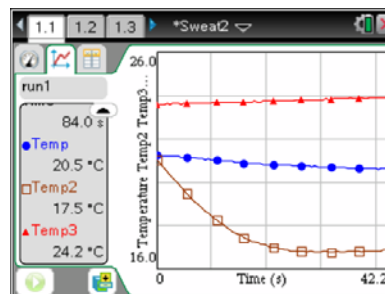 1.1 1.2 1.3 *Sweat2
run1
84.0 s
Temp
20.5 °C
Temp2
17.5 °C
Temp3
24.2 °C
26.0
Temperature Temp2 Temp3...
16.0
0 Time (s) 42.2